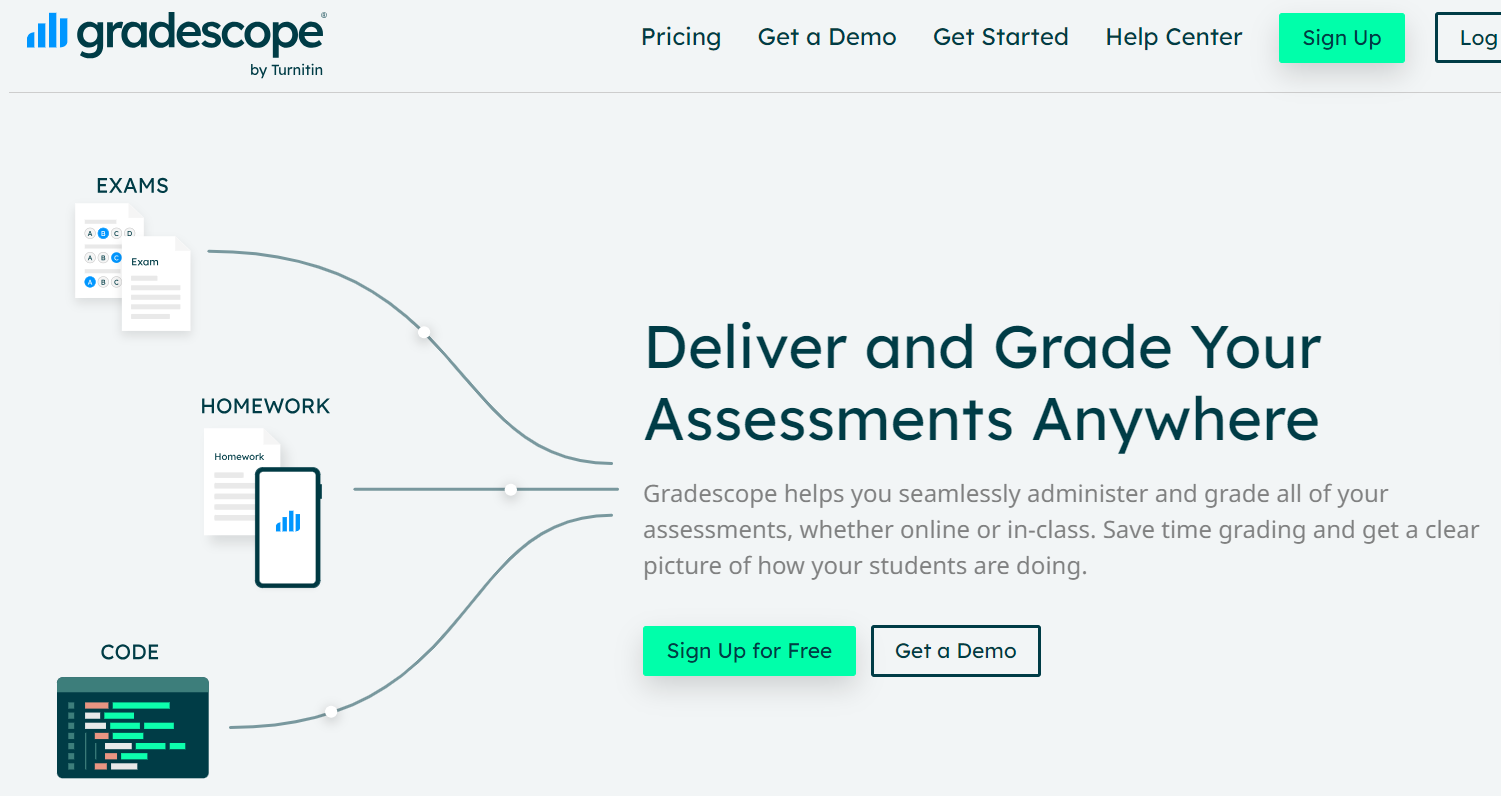 gradescope®
by Turnitin
Pricing Get a Demo Get Started Help Center Sign Up Log
EXAMS
A B C D
A B C
A B C
Exam
HOMEWORK
Homework
CODE
Deliver and Grade Your
Assessments Anywhere
Gradescope helps you seamlessly administer and grade all of your
assessments, whether online or in-class. Save time grading and get a clear
picture of how your students are doing.
Sign Up for Free Get a Demo